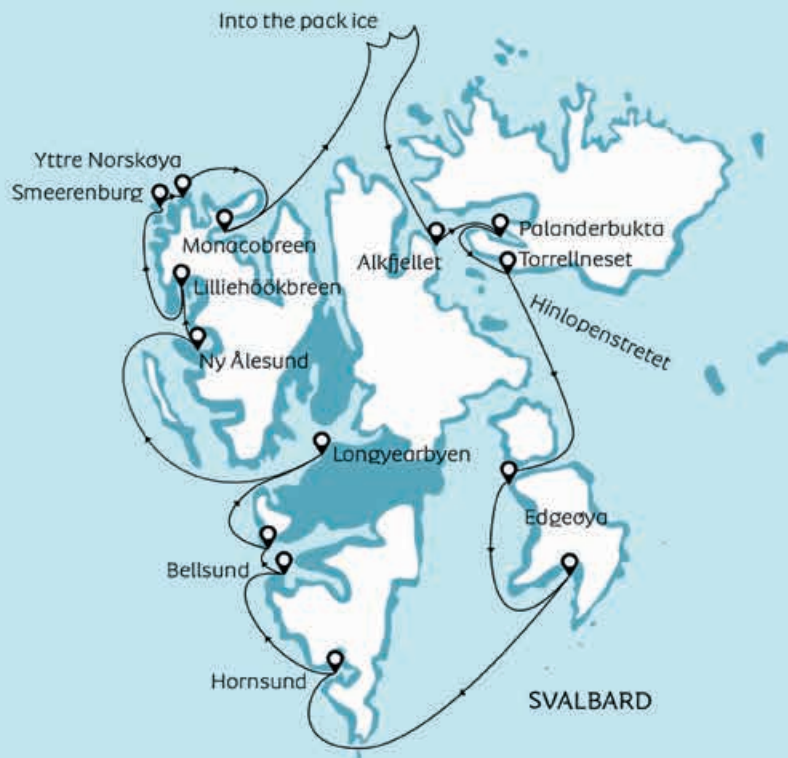 Into the pack ice
Yttre Norskøya
Smeerenburg
Monacobreen
Palanderbukta
Alkfjellet
Torrellneset
Lilliehöökbreen
Hinlopenstretet
Ny Ålesund
Longyearbyen
Edgeøya
Bellsund
Hornsund
SVALBARD